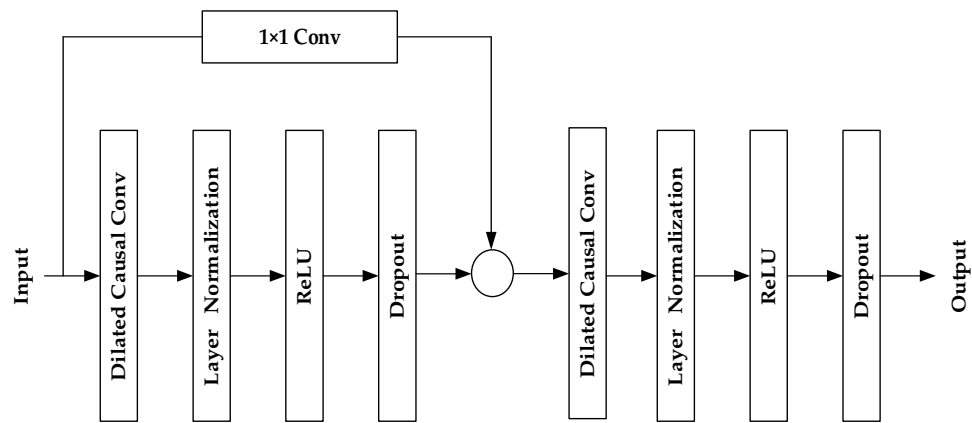 1×1 Conv
Input
Dilated Causal Conv
Layer Normalization
ReLU
Dropout
Dilated Causal Conv
Layer Normalization
ReLU
Dropout
Output